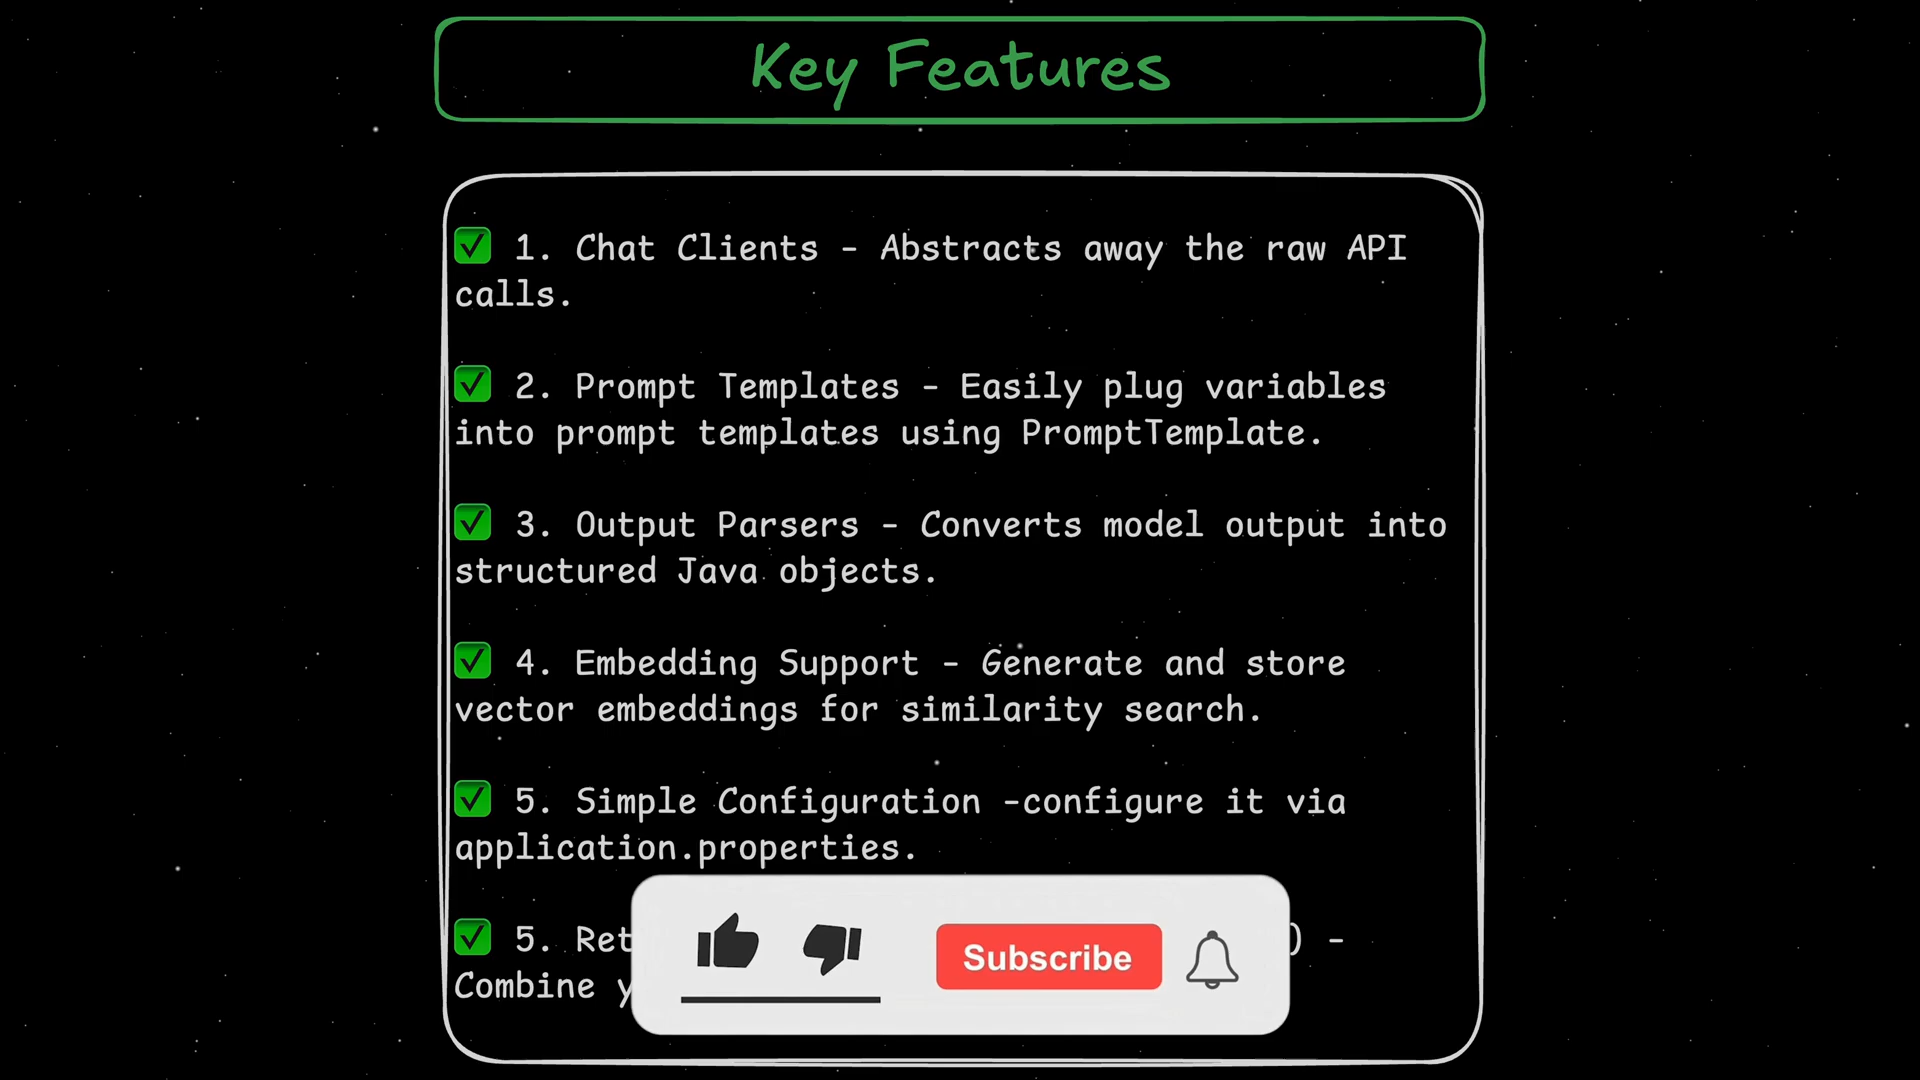 Key Features
✅ 1. Chat Clients - Abstracts away the raw API
calls.
✅ 2. Prompt Templates - Easily plug variables
into prompt templates using PromptTemplate.
✅ 3. Output Parsers - Converts model output into
structured Java objects.
✅ 4. Embedding Support - Generate and store
vector embeddings for similarity search.
✅ 5. Simple Configuration -configure it via
application.properties.
✅ 5. ) -
Combine
Subscribe